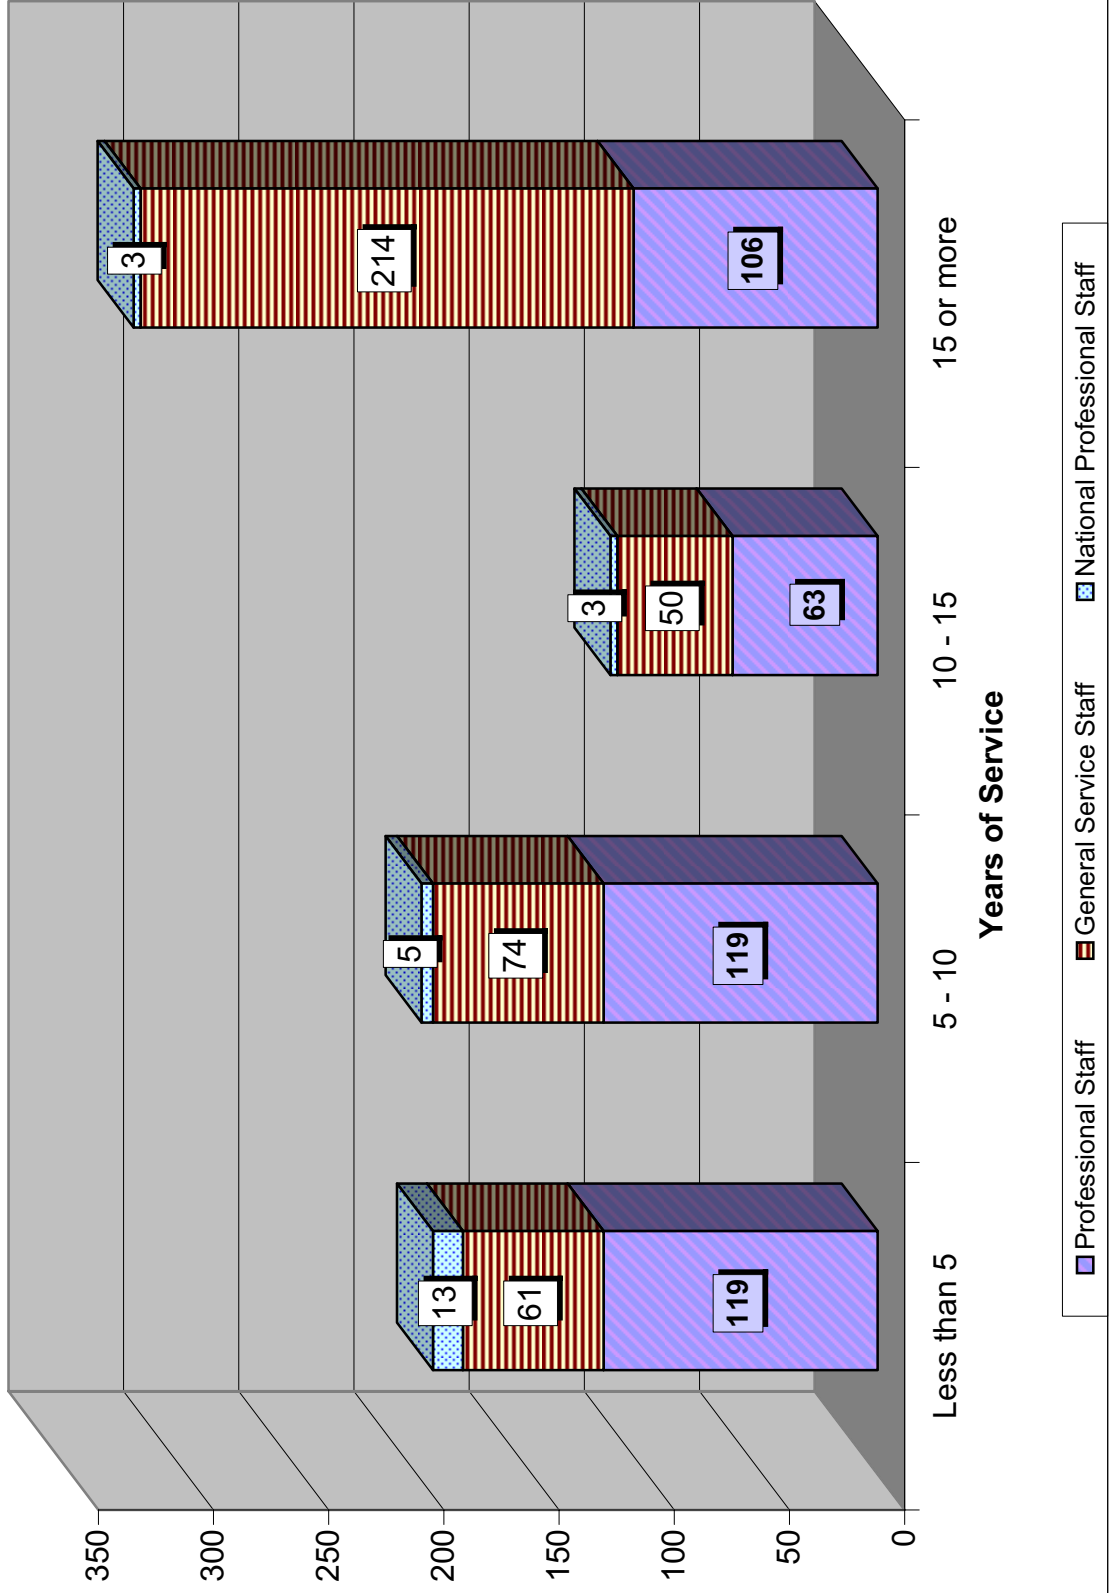 350
300
250
200
150
100
50
0
13
61
119
5
74
119
3
50
63
3
214
106
Less than 5
5 - 10
10 - 15
15 or more
Years of Service
Professional Staff
General Service Staff
National Professional Staff